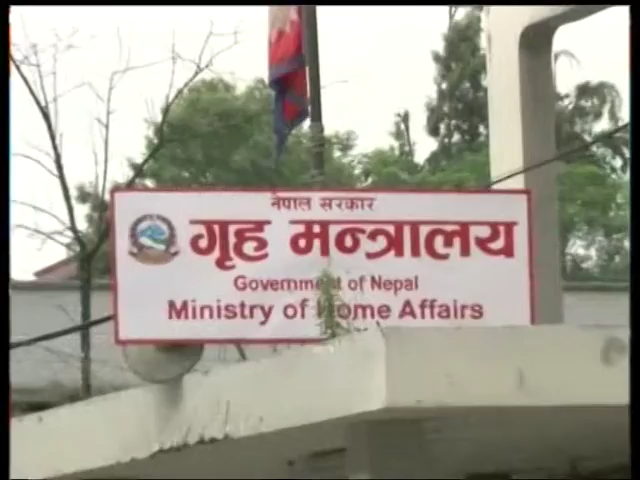 नेपाल सरकार
गृह मन्त्रालय
Government of Nepal
Ministry of Home Affairs